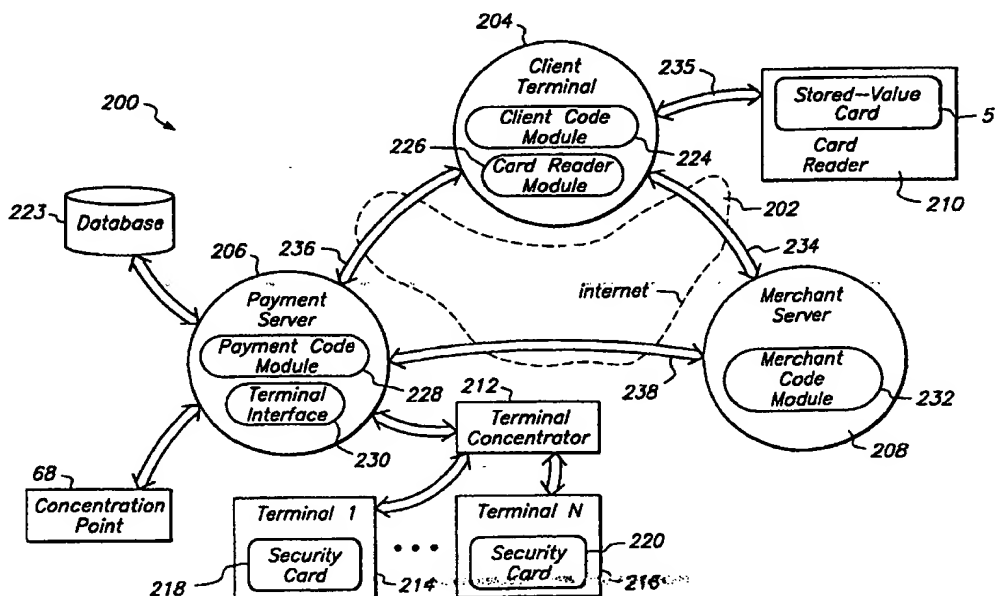 204
Client
Terminal
235
Stored-Value
Card
5
200
Client Code
Module
226
224
Card Reader
Module
Card
Reader
210
202
223
Database
236
234
206
internet
Payment
Server
Merchant
Server
Payment Code
Module
228
Merchant
Code
Module
232
212
238
Terminal
Interface
230
Terminal
Concentrator
208
68
Concentration
Point
Terminal 1
Terminal N
Security
Card
218
214
220
Security
Card
216